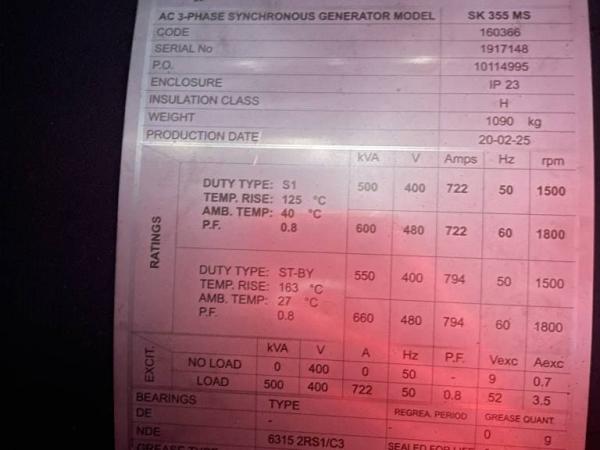 AC 3-PHASE SYNCHRONOUS GENERATOR MODEL SK 355 MS
CODE 160366
SERIAL No 1917148
P.O. 10114995
ENCLOSURE IP 23
INSULATION CLASS H
WEIGHT 1090 kg
PRODUCTION DATE 20-02-25
kVA V Amps Hz rpm
RATINGS
DUTY TYPE: S1 500 400 722 50 1500
TEMP. RISE: 125 °C
AMB. TEMP: 40 °C
P.F. 0.8 600 480 722 60 1800
DUTY TYPE: ST-BY 550 400 794 50 1500
TEMP. RISE: 163 °C
AMB. TEMP: 27 °C
P.F. 0.8 660 480 794 60 1800
EXCIT.
kVA V A Hz P.F. Vexc Aexc
NO LOAD 0 400 0 50 - 9 0.7
LOAD 500 400 722 50 0.8 52 3.5
BEARINGS TYPE REGREA. PERIOD GREASE QUANT.
DE - - 0 g
NDE 6315 2RS1/C3 SEALED FOR LIFE
GREASE TYPE